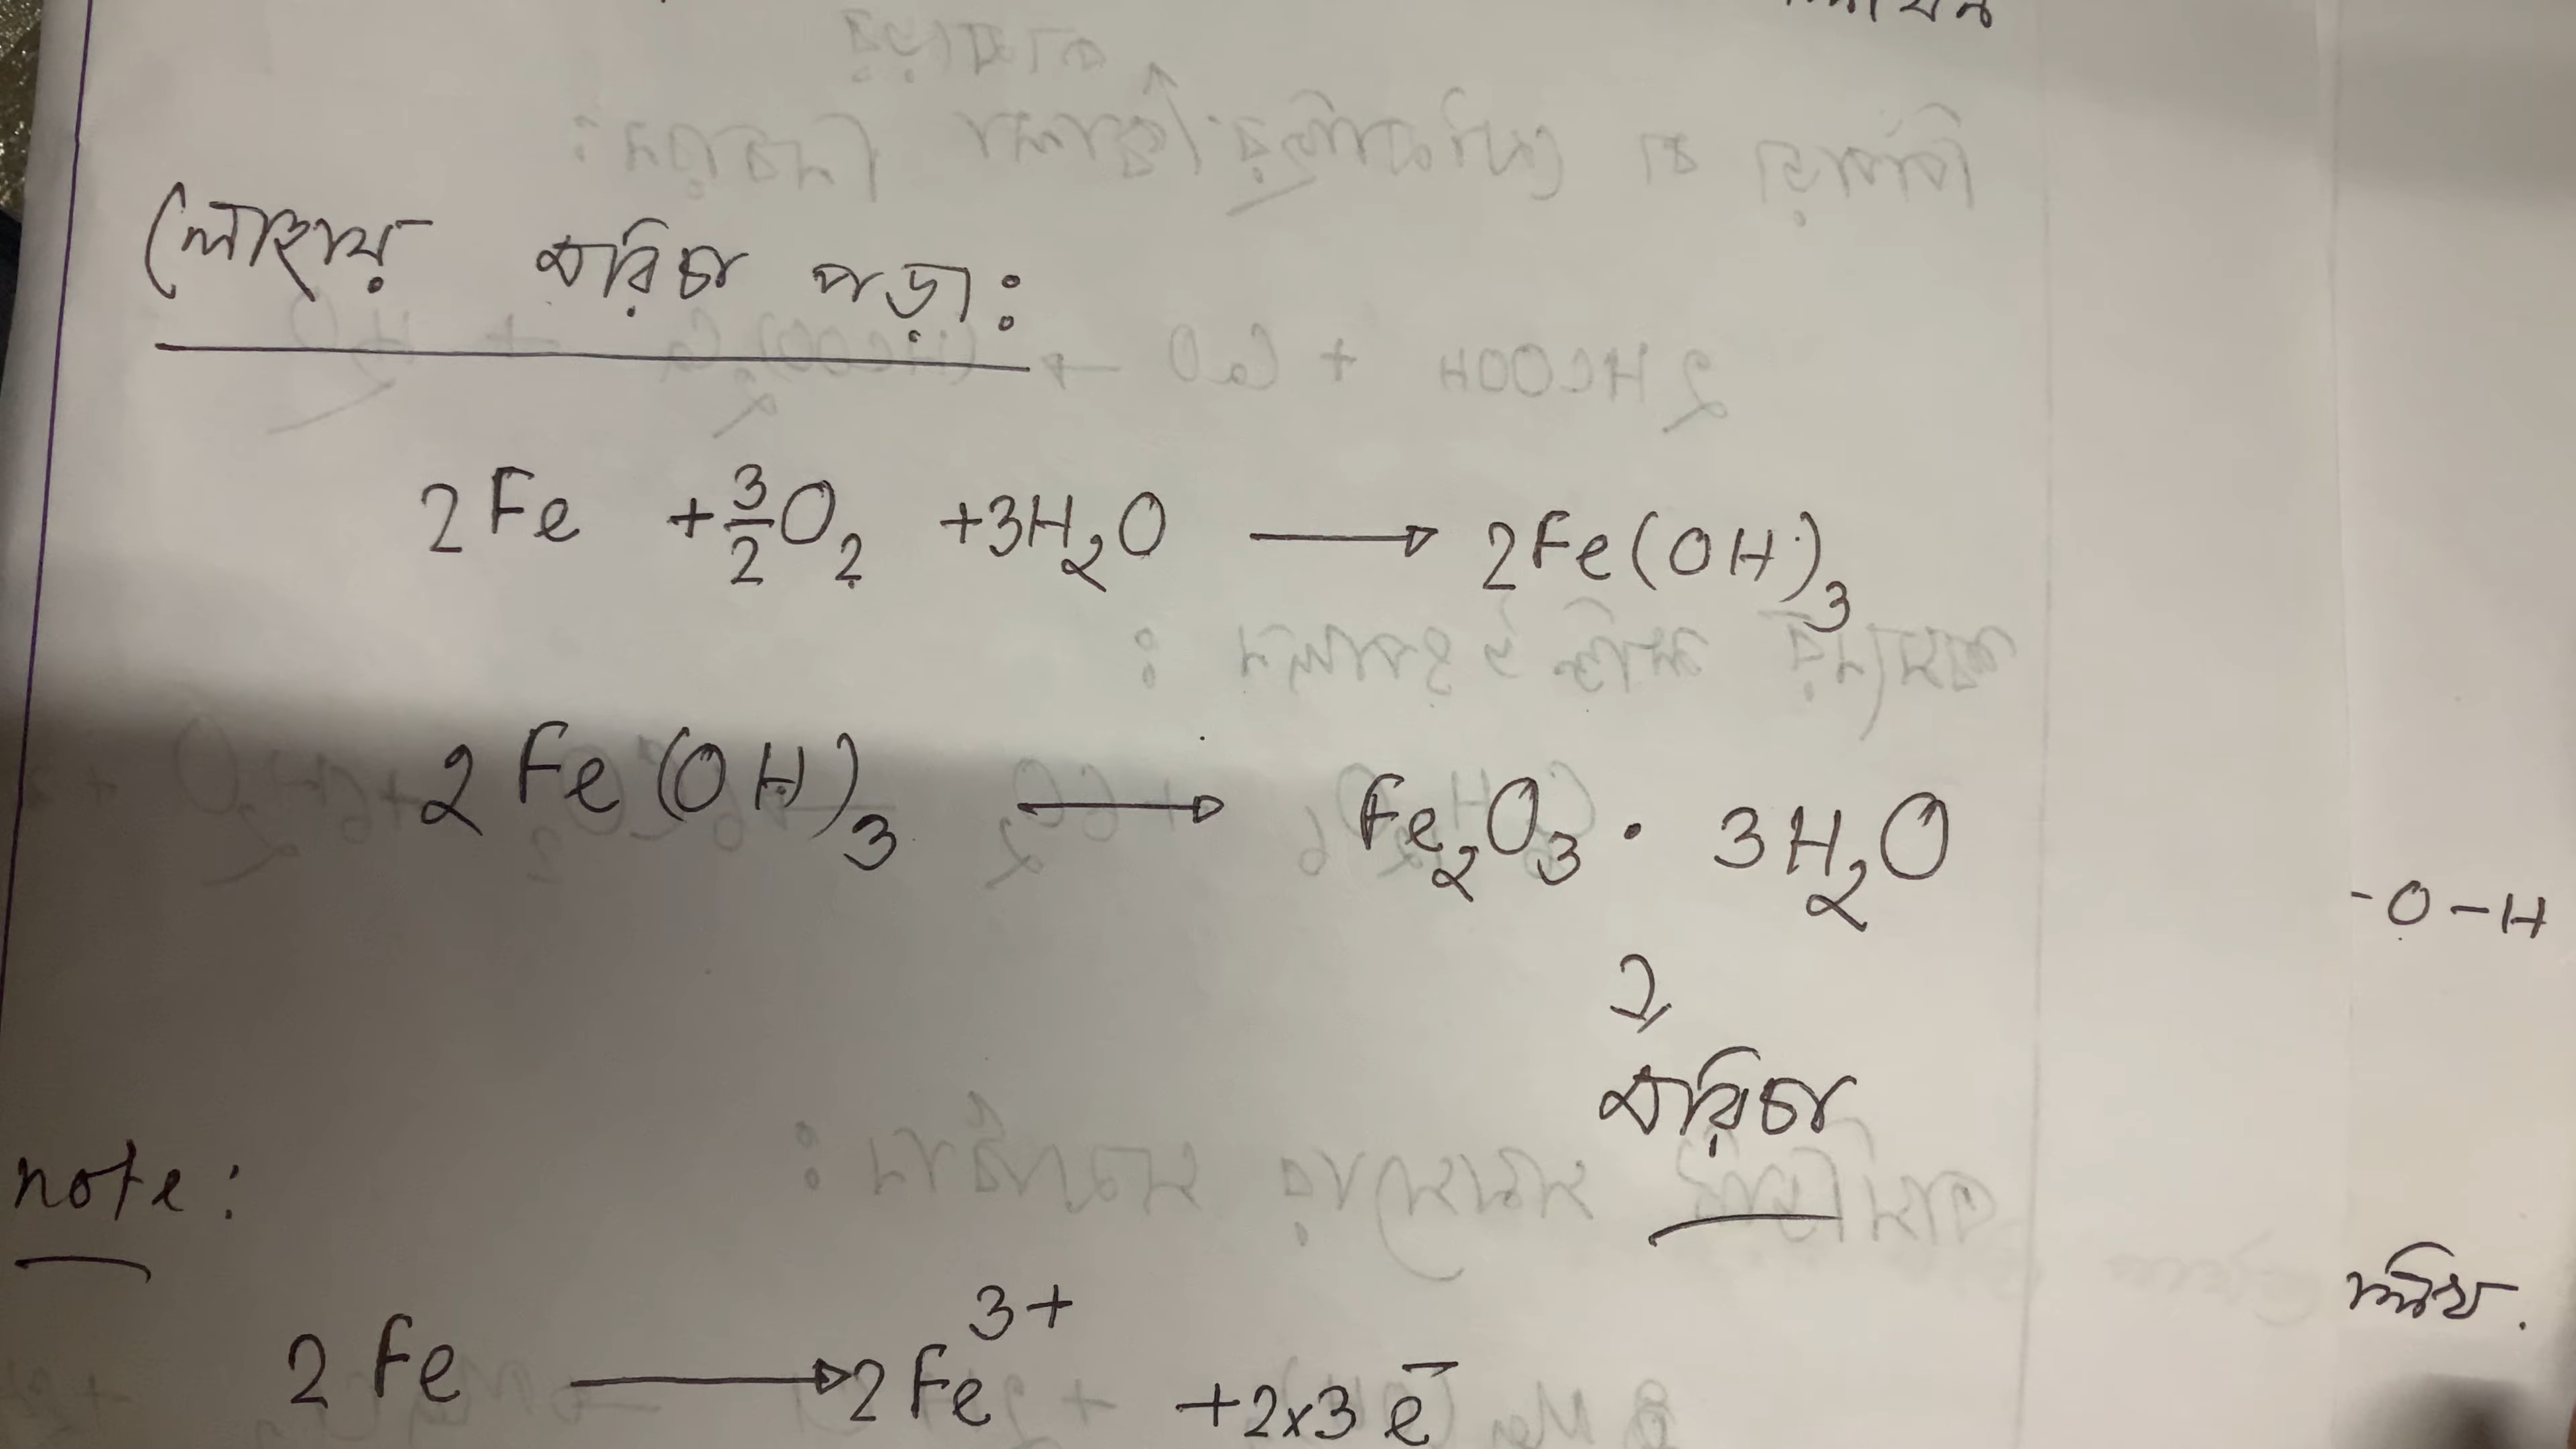 লোহায় মরিচা পড়া:
2Fe + 3/2 O₂ + 3H₂O → 2Fe(OH)₃
2Fe(OH)₃ → Fe₂O₃ · 3H₂O
-O-H
মরিচা
note:
2Fe → 2Fe³⁺ + 2×3e⁻